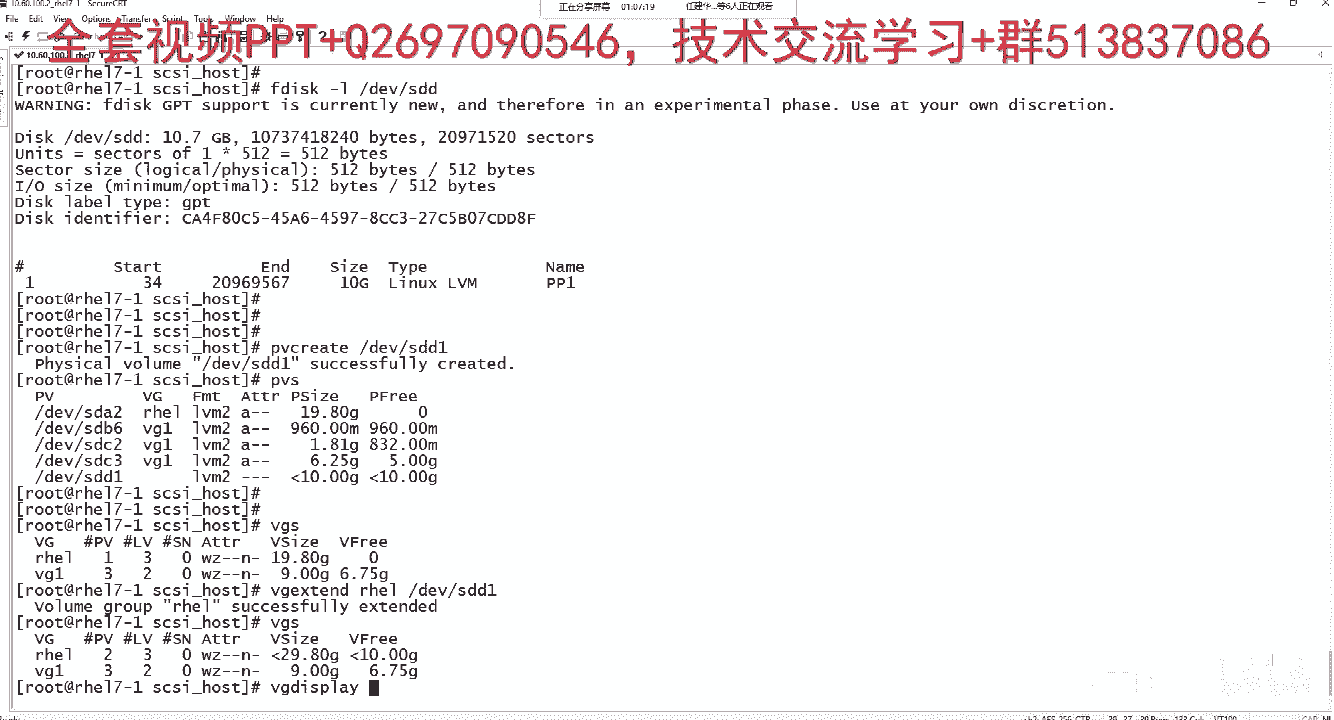 10.60.100.2_rhel7_1 - SecureCRT
正在分享屏幕 01:07:19 任建华...等6人正在观看
File Edit View Options Transfer Script Tools Window Help
全套视频PPT+Q2697090546，技术交流学习+群513837086
[root@rhel7-1 scsi_host]#
[root@rhel7-1 scsi_host]# fdisk -l /dev/sdd
WARNING: fdisk GPT support is currently new, and therefore in an experimental phase. Use at your own discretion.
Disk /dev/sdd: 10.7 GB, 10737418240 bytes, 20971520 sectors
Units = sectors of 1 * 512 = 512 bytes
Sector size (logical/physical): 512 bytes / 512 bytes
I/O size (minimum/optimal): 512 bytes / 512 bytes
Disk label type: gpt
Disk identifier: CA4F80C5-45A6-4597-8CC3-27C5B07CDD8F
# Start End Size Type Name
1 34 20969567 10G Linux LVM PP1
[root@rhel7-1 scsi_host]#
[root@rhel7-1 scsi_host]#
[root@rhel7-1 scsi_host]#
[root@rhel7-1 scsi_host]# pvcreate /dev/sdd1
Physical volume "/dev/sdd1" successfully created.
[root@rhel7-1 scsi_host]# pvs
PV VG Fmt Attr PSize PFree
/dev/sda2 rhel lvm2 a-- 19.80g 0
/dev/sdb6 vg1 lvm2 a-- 960.00m 960.00m
/dev/sdc2 vg1 lvm2 a-- 1.81g 832.00m
/dev/sdc3 vg1 lvm2 a-- 6.25g 5.00g
/dev/sdd1 lvm2 --- <10.00g <10.00g
[root@rhel7-1 scsi_host]#
[root@rhel7-1 scsi_host]#
[root@rhel7-1 scsi_host]# vgs
VG #PV #LV #SN Attr VSize VFree
rhel 1 3 0 wz--n- 19.80g 0
vg1 3 2 0 wz--n- 9.00g 6.75g
[root@rhel7-1 scsi_host]# vgextend rhel /dev/sdd1
Volume group "rhel" successfully extended
[root@rhel7-1 scsi_host]# vgs
VG #PV #LV #SN Attr VSize VFree
rhel 2 3 0 wz--n- <29.80g <10.00g
vg1 3 2 0 wz--n- 9.00g 6.75g
[root@rhel7-1 scsi_host]# vgdisplay